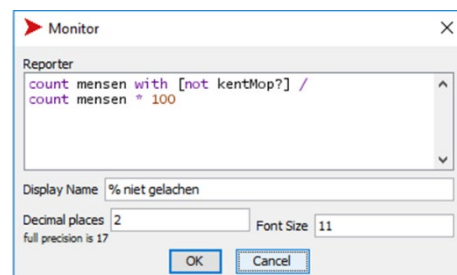 Monitor
Reporter
count mensen with [not kentMop?] /
count mensen * 100
Display Name % niet gelachen
Decimal places 2
full precision is 17
Font Size 11
OK Cancel